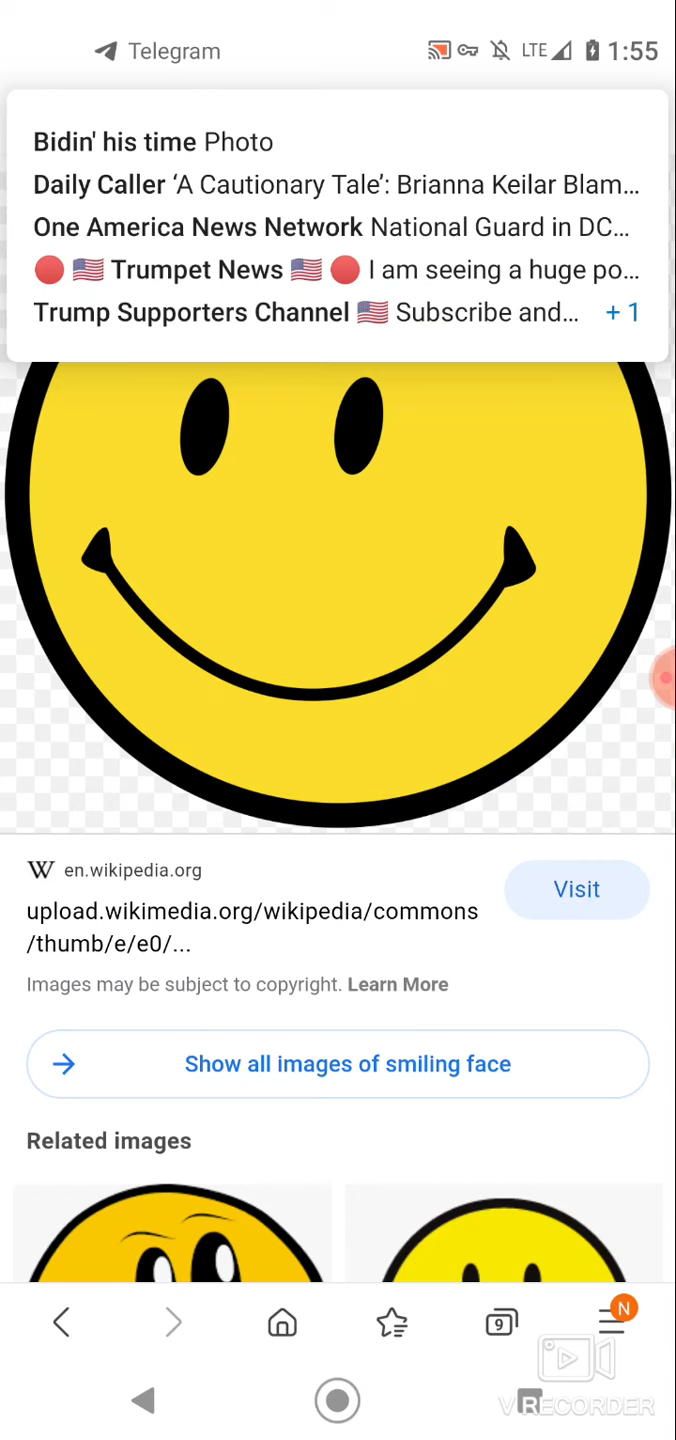 Telegram LTE 1:55
Bidin' his time Photo
Daily Caller ‘A Cautionary Tale’: Brianna Keilar Blam...
One America News Network National Guard in DC...
🔴 🇺🇸 Trumpet News 🇺🇸 🔴 I am seeing a huge po...
Trump Supporters Channel 🇺🇸 Subscribe and... + 1
W en.wikipedia.org
Visit
upload.wikimedia.org/wikipedia/commons
/thumb/e/e0/...
Images may be subject to copyright. Learn More
Show all images of smiling face
Related images
9
N
VRECORDER